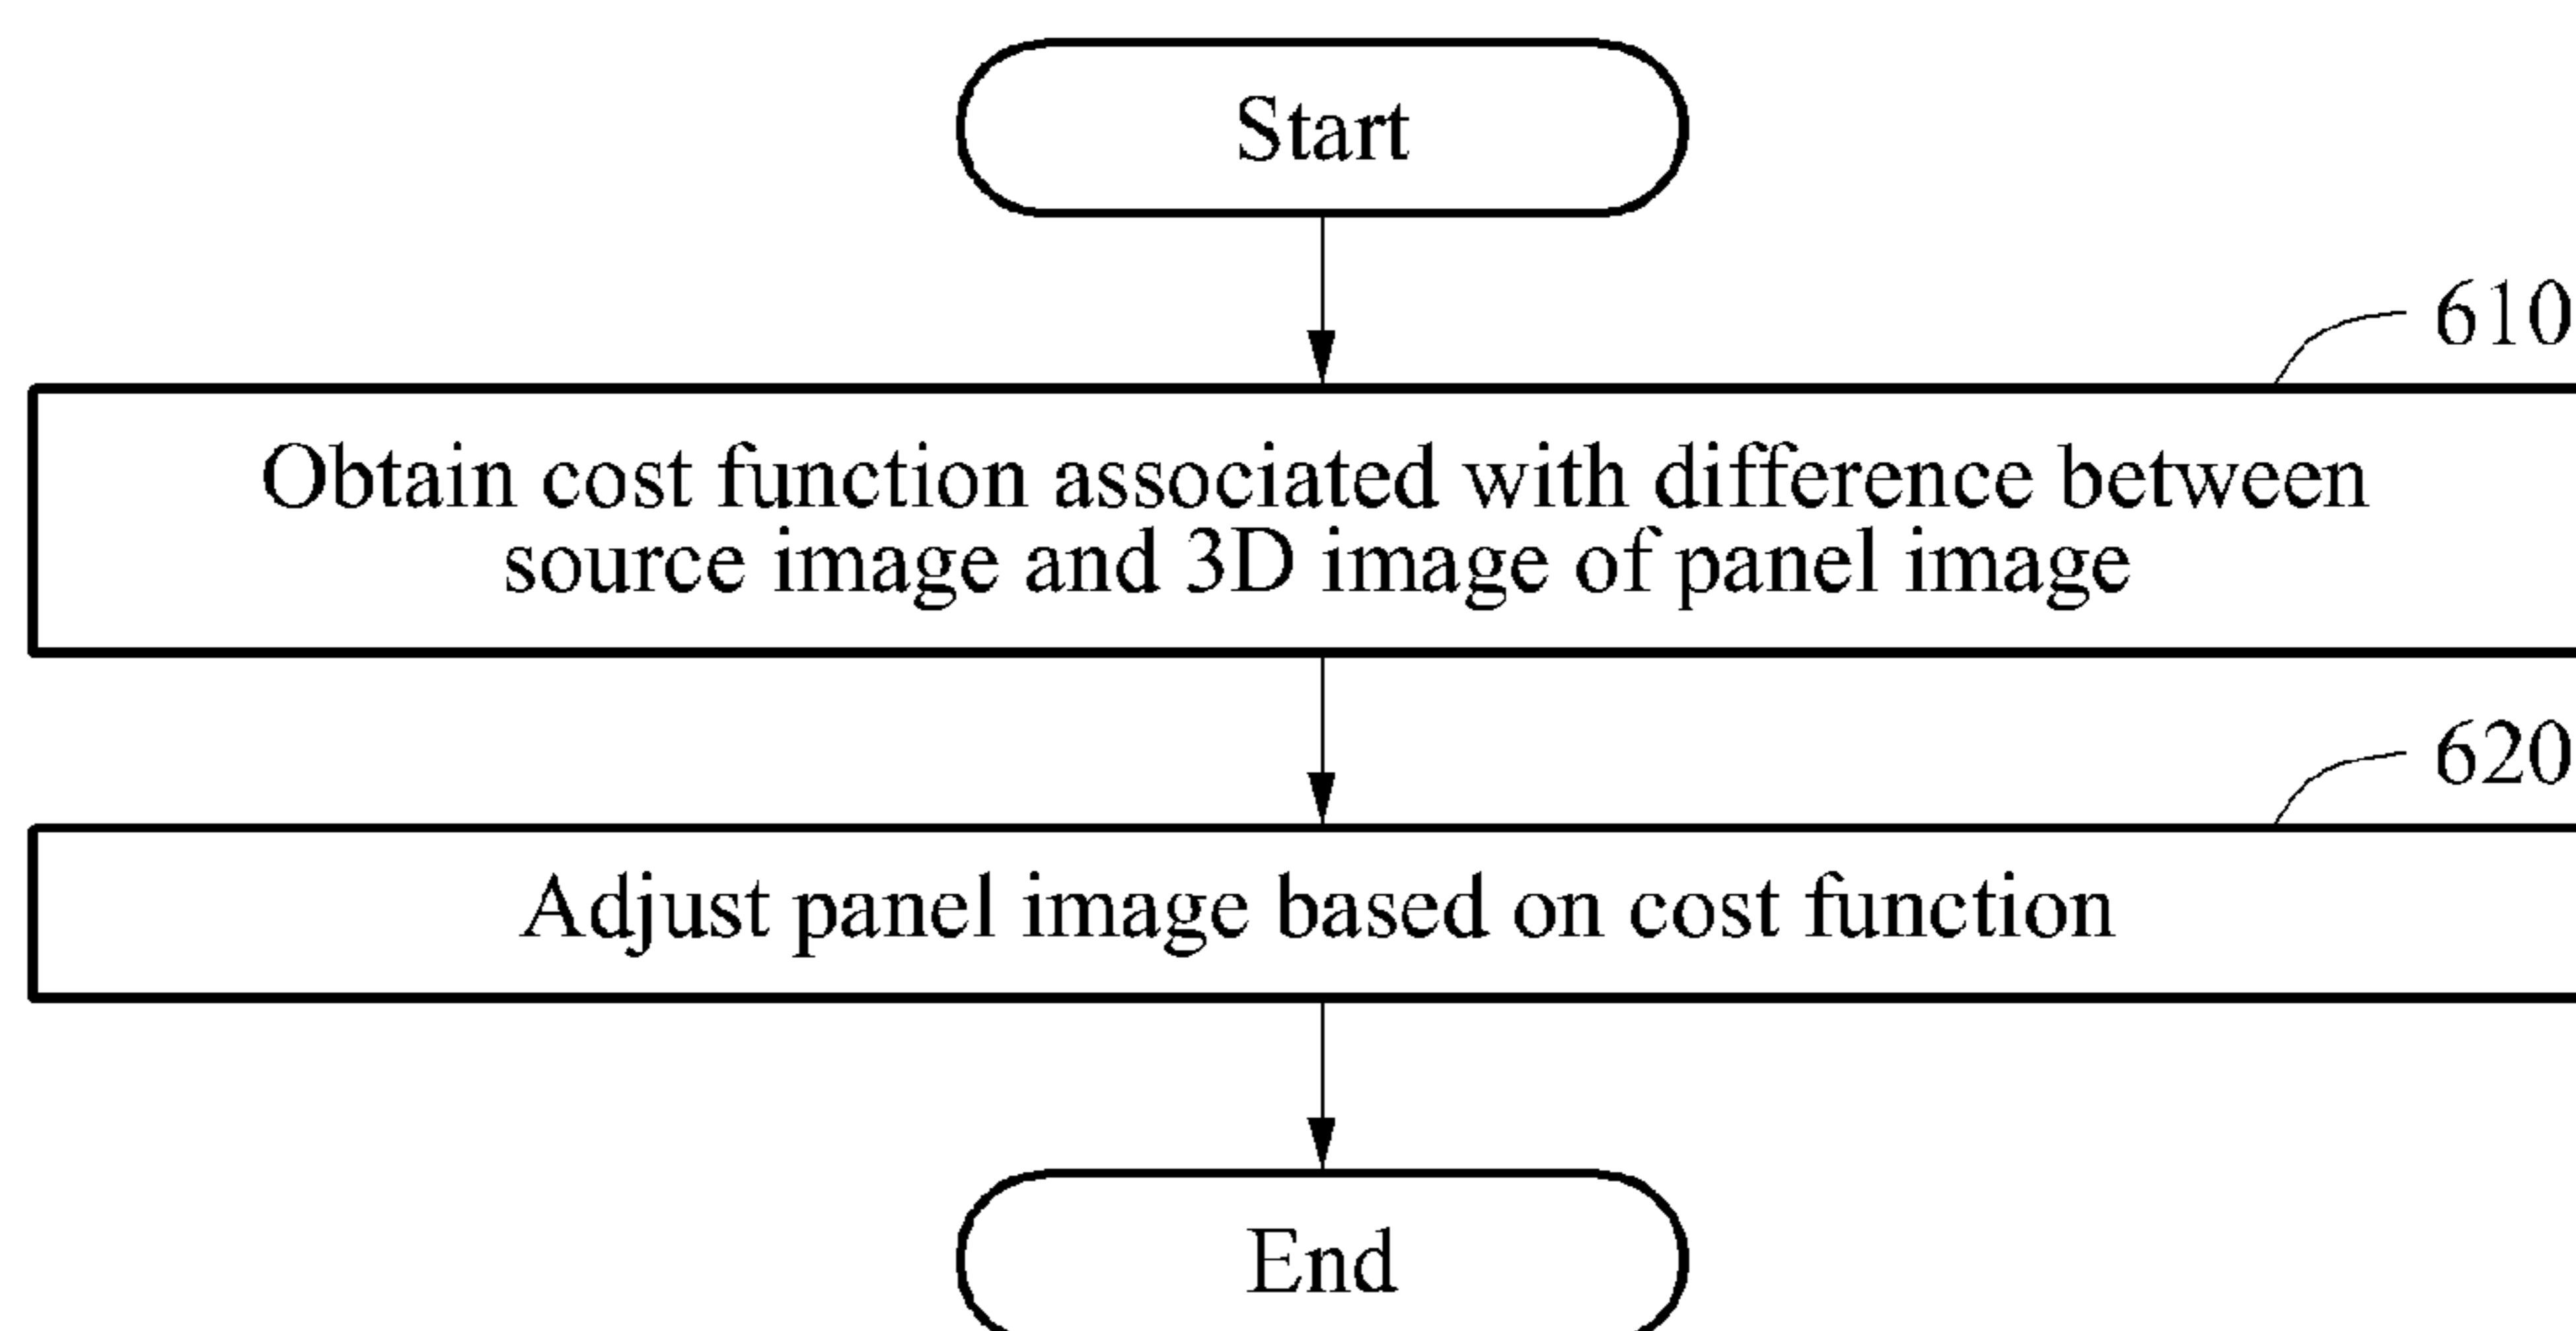 Start
610
Obtain cost function associated with difference between
source image and 3D image of panel image
620
Adjust panel image based on cost function
End